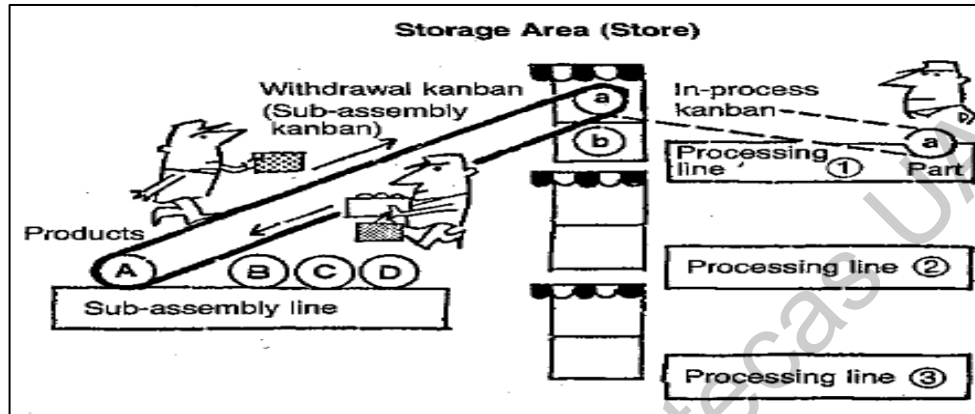 Storage Area (Store)
Withdrawal kanban
(Sub-assembly
kanban)
In-process
kanban
a
b
a
Processing
line
1
Part
Products
A
B
C
D
Sub-assembly line
Processing line 2
Processing line 3